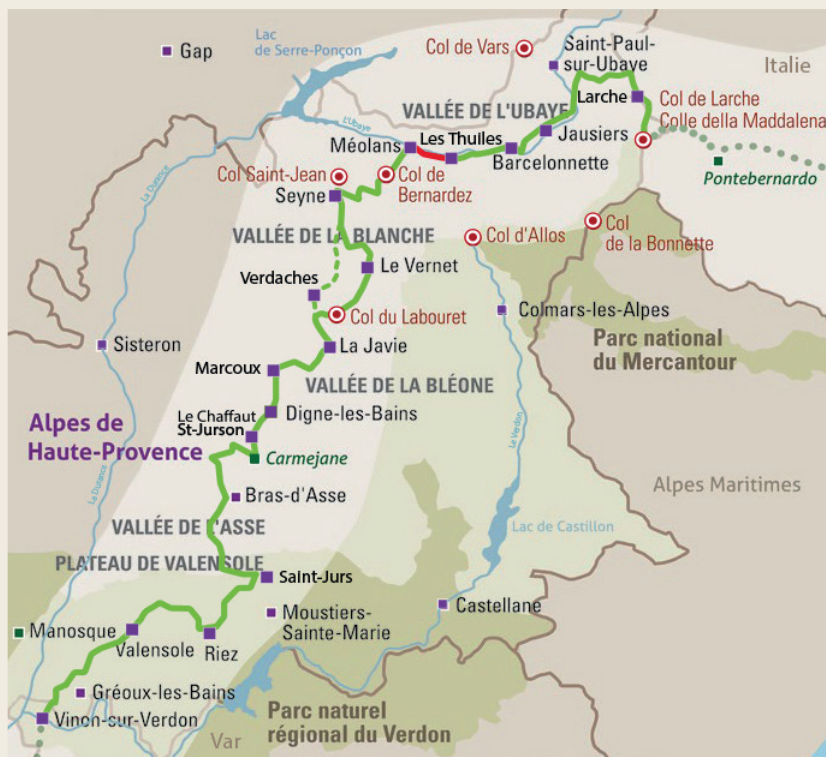 Gap
Lac
de Serre-Ponçon
Col de Vars
Saint-Paul-
sur-Ubaye
Italie
VALLÉE DE L'UBAYE
Larche
Col de Larche
Colle della Maddalena
L'Ubaye
Méolans
Les Thuiles
Jausiers
Barcelonnette
Pontebernardo
Col Saint-Jean
Col de
Bernardez
Seyne
La Durance
VALLÉE DE LA BLANCHE
Col d'Allos
Col
de la Bonnette
Le Vernet
Verdaches
Col du Labouret
Colmars-les-Alpes
Sisteron
La Javie
Parc national
du Mercantour
Marcoux
VALLÉE DE LA BLÉONE
Le Chaffaut
St-Jurson
Digne-les-Bains
Alpes de
Haute-Provence
Le Verdon
Carmejane
Alpes Maritimes
La Durance
Bras-d'Asse
VALLÉE DE L'ASSE
Lac de Castillon
PLATEAU DE VALENSOLE
Saint-Jurs
Manosque
Moustiers-
Sainte-Marie
Castellane
Valensole
Riez
Gréoux-les-Bains
Vinon-sur-Verdon
Parc naturel
régional du Verdon
Var